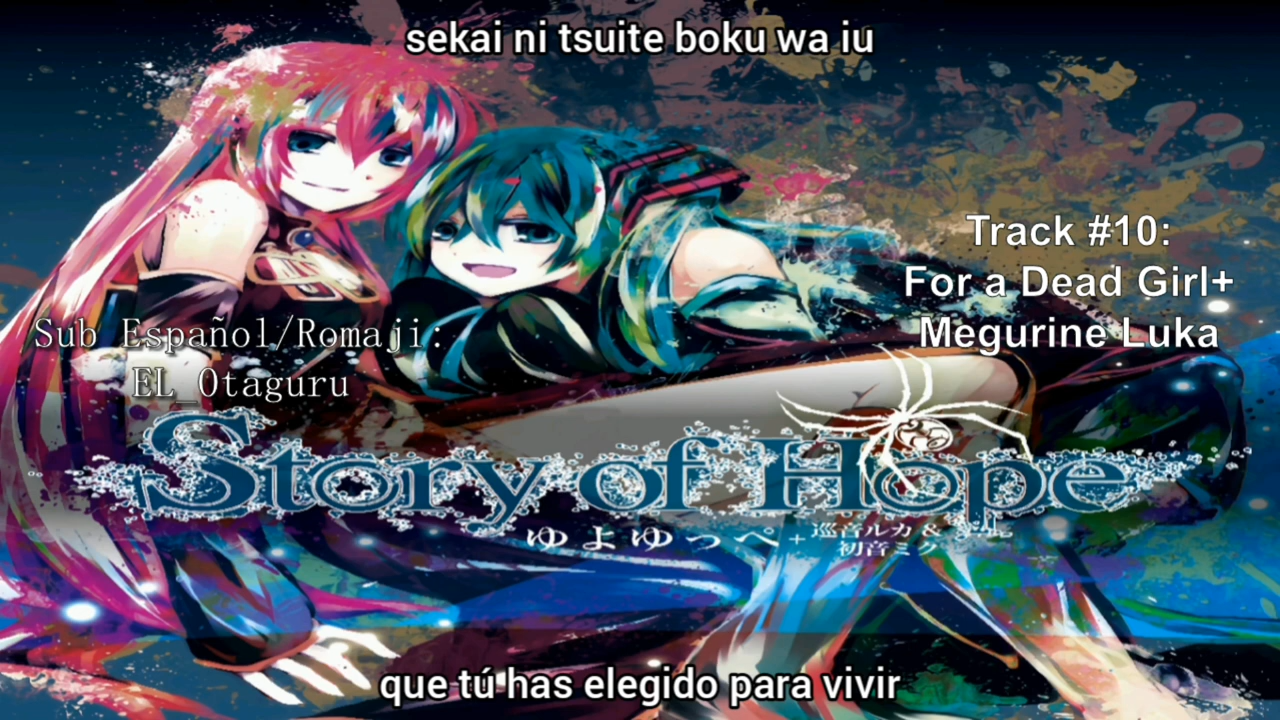 sekai ni tsuite boku wa iu
Track #10:
For a Dead Girl+
Megurine Luka
Sub Español/Romaji:
EL_Otaguru
Story of Hope
ゆよゆっぺ + 巡音ルカ &
初音ミク
que tú has elegido para vivir